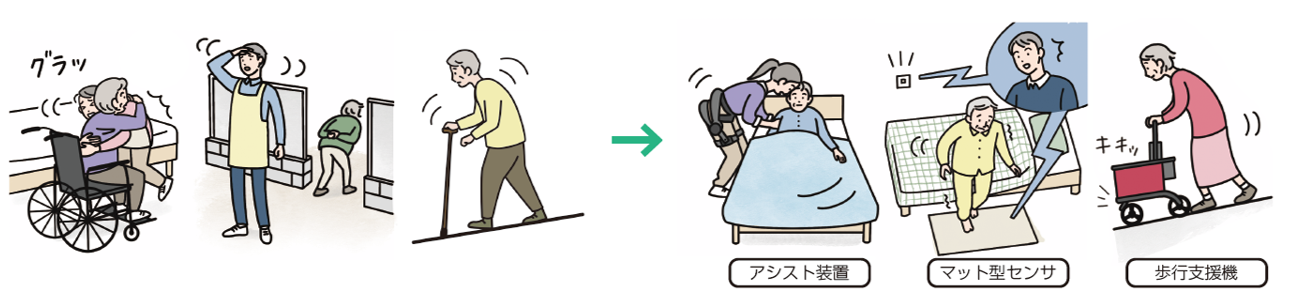 グラッ
アシスト装置
マット型センサ
キキッ
歩行支援機